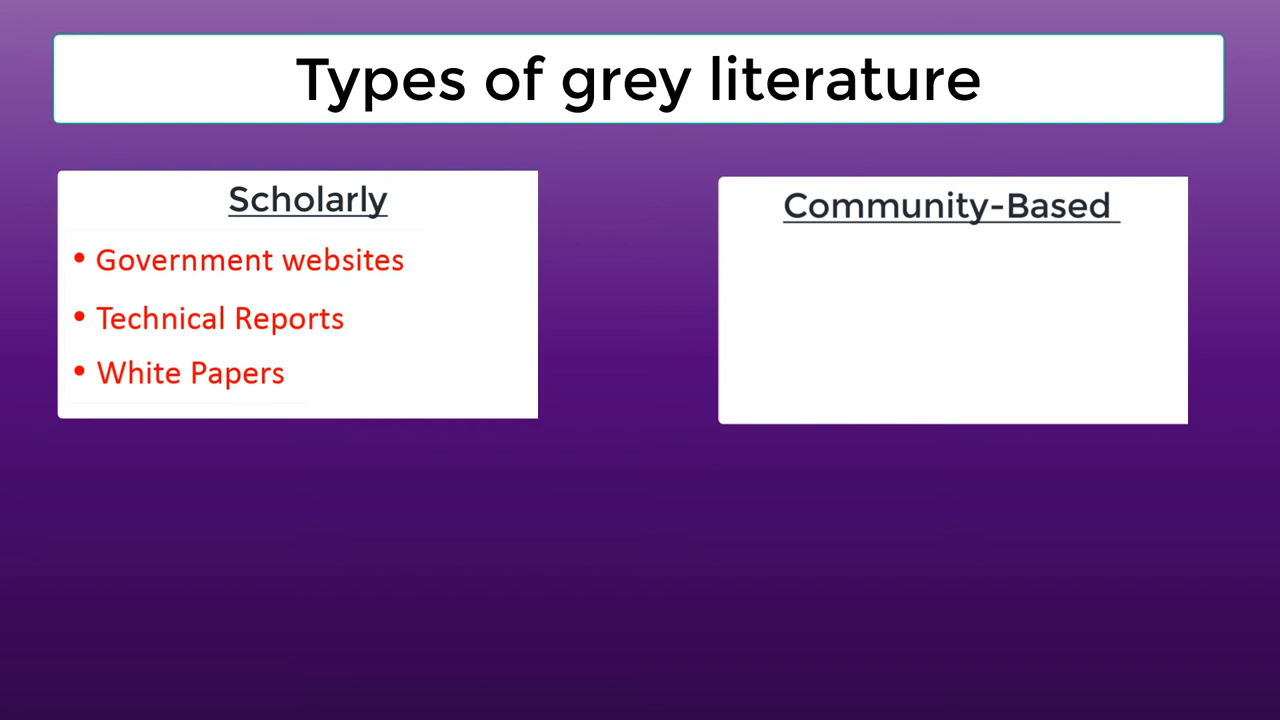 Types of grey literature
Scholarly
• Government websites
• Technical Reports
• White Papers
Community-Based